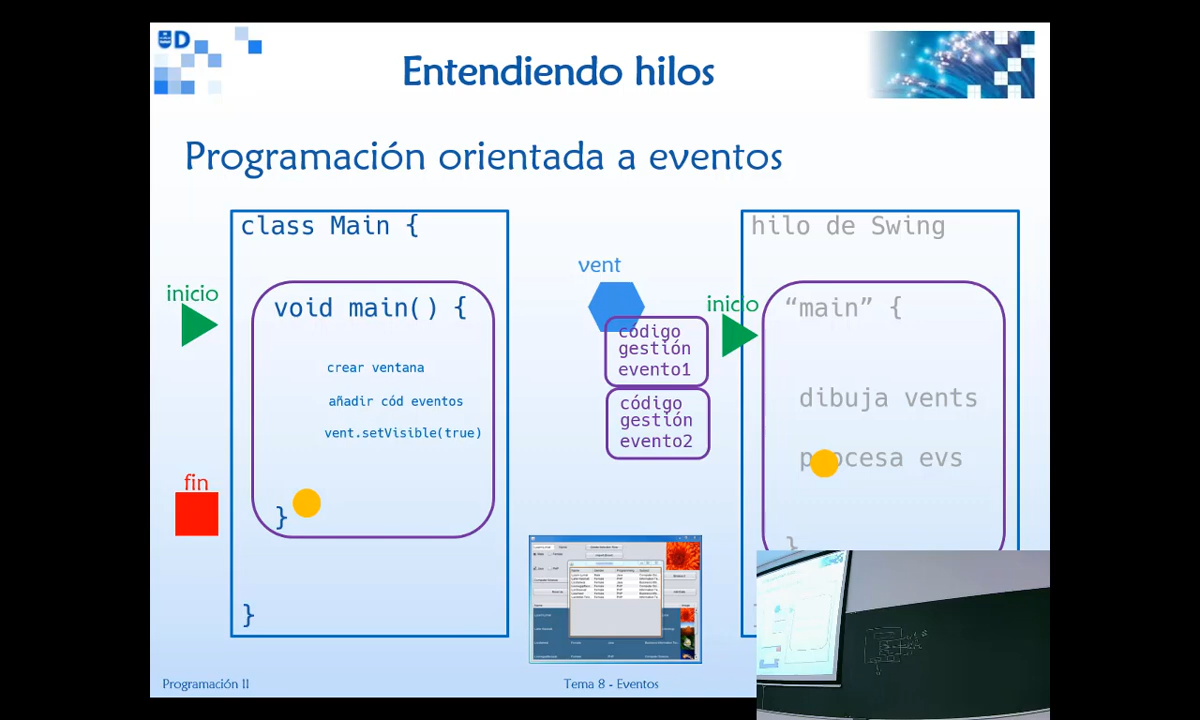 UD
Entendiendo hilos
Programación orientada a eventos
class Main {
inicio
void main() {
crear ventana
añadir cód eventos
vent.setVisible(true)
fin
}
}
vent
código
gestión
evento1
código
gestión
evento2
hilo de Swing
inicio
“main” {
dibuja vents
procesa evs
}
Programación II
Tema 8 - Eventos